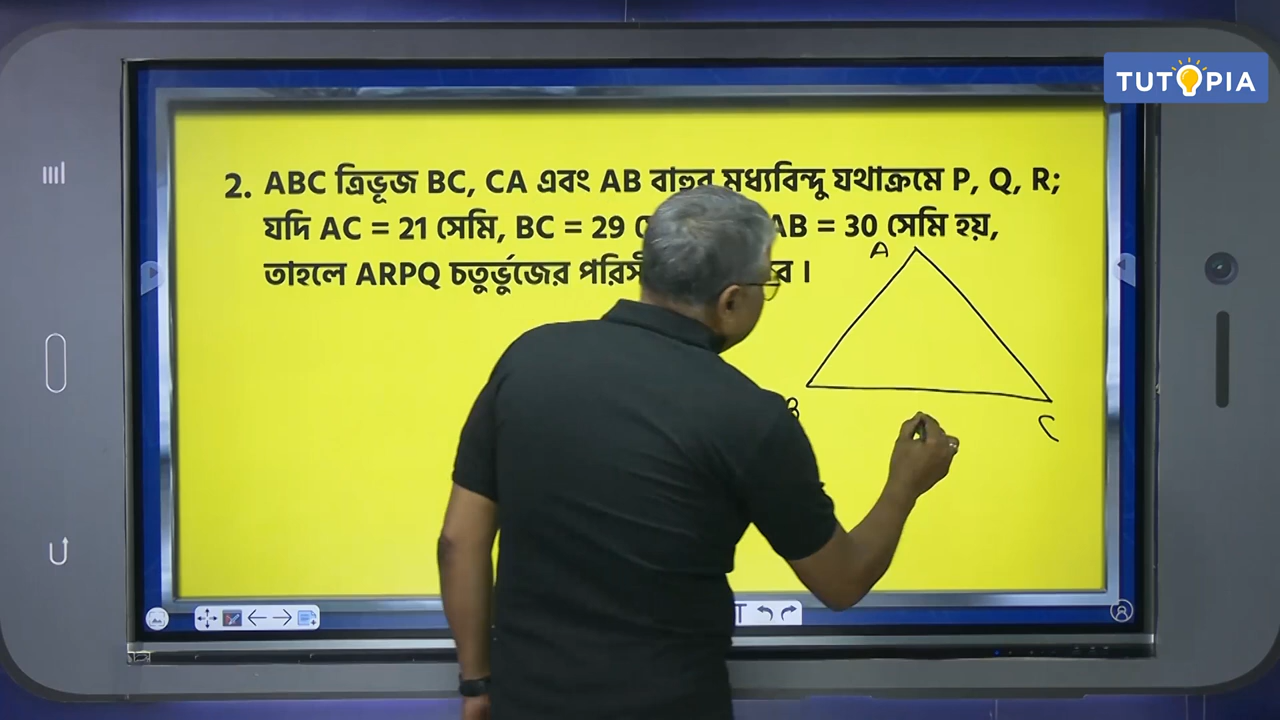 TUTOPIA
2. ABC ত্রিভূজ BC, CA এবং AB বাহুর মধ্যবিন্দু যথাক্রমে P, Q, R;
যদি AC = 21 সেমি, BC = 29 AB = 30 সেমি হয়,
তাহলে ARPQ চতুর্ভুজের ।
A
B
C